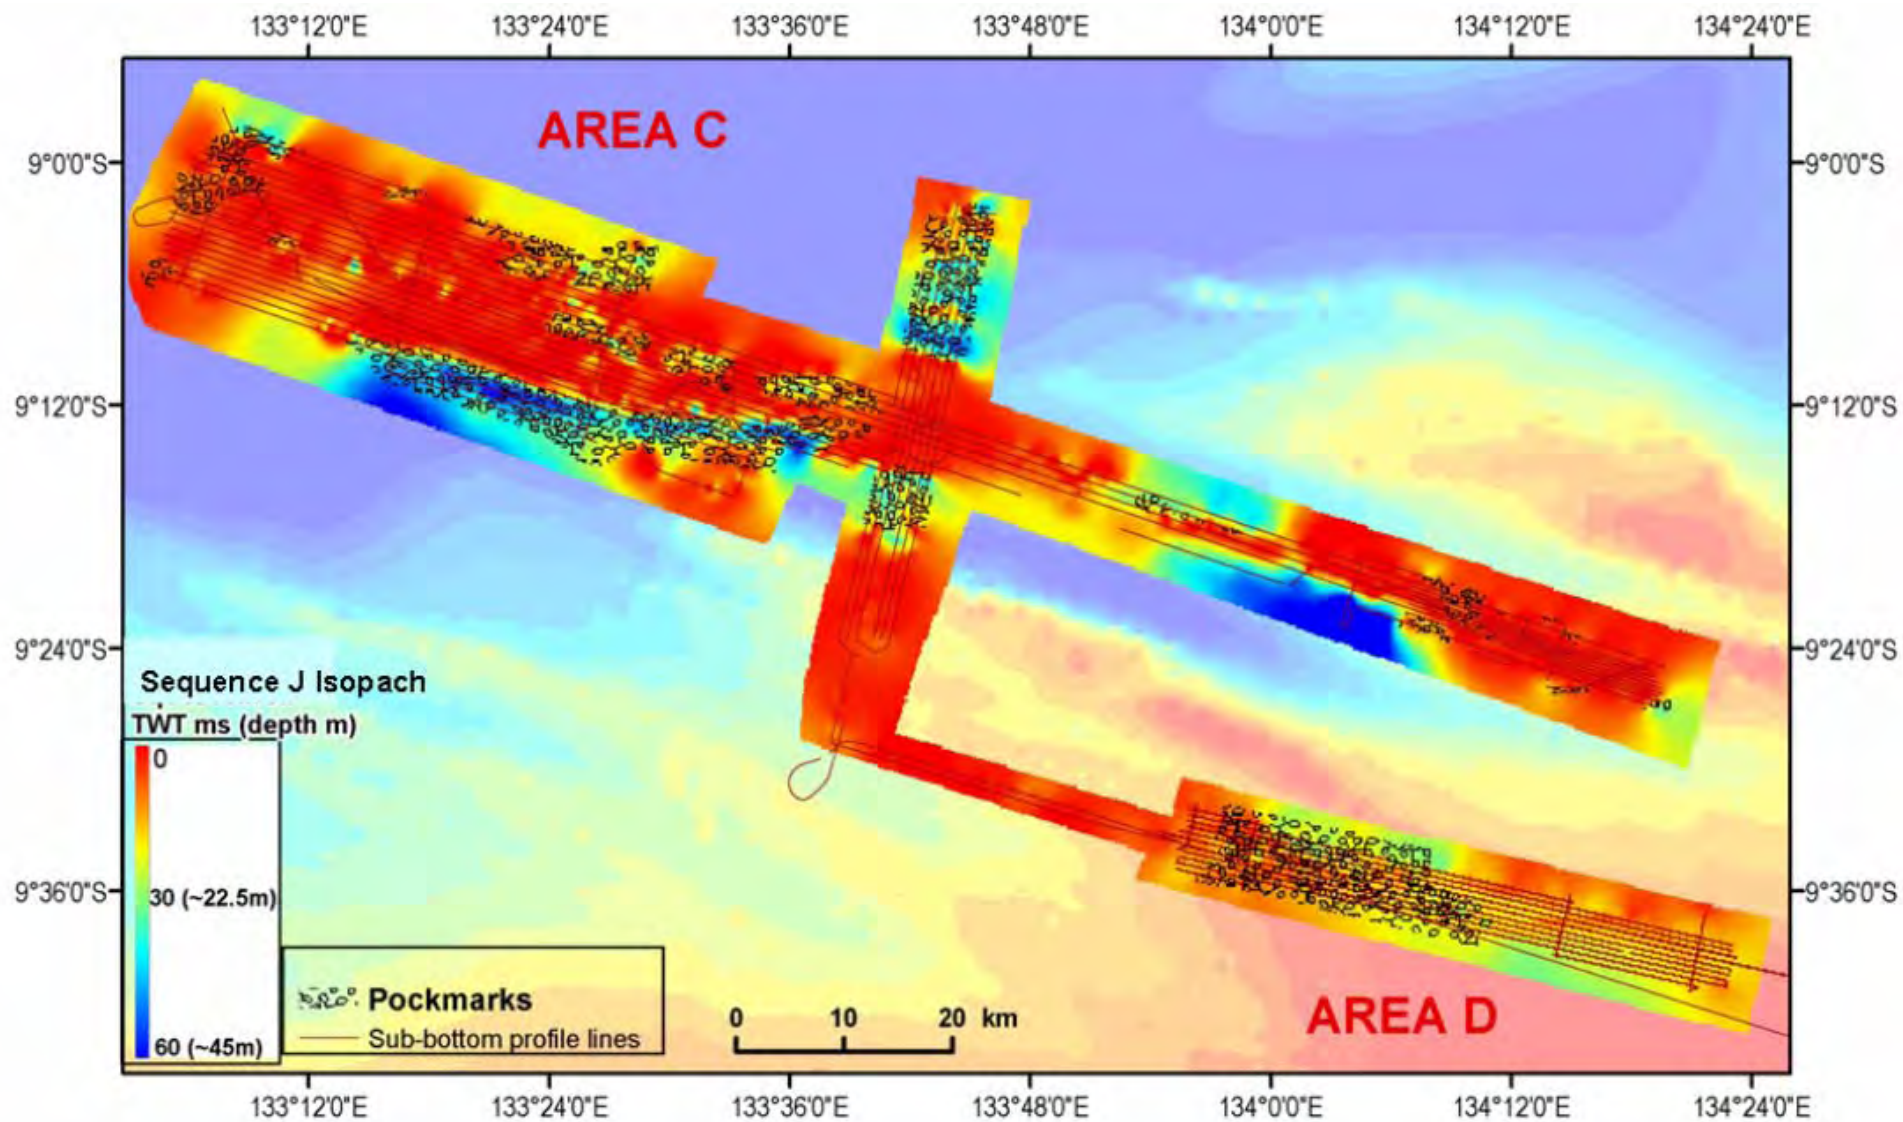 133°12'0"E 133°24'0"E 133°36'0"E 133°48'0"E 134°0'0"E 134°12'0"E 134°24'0"E
AREA C
9°0'0"S 9°0'0"S
9°12'0"S 9°12'0"S
9°24'0"S 9°24'0"S
Sequence J Isopach
TWT ms (depth m)
0
30 (~22.5m)
60 (~45m)
9°36'0"S 9°36'0"S
Pockmarks
Sub-bottom profile lines
0 10 20 km
AREA D
133°12'0"E 133°24'0"E 133°36'0"E 133°48'0"E 134°0'0"E 134°12'0"E 134°24'0"E